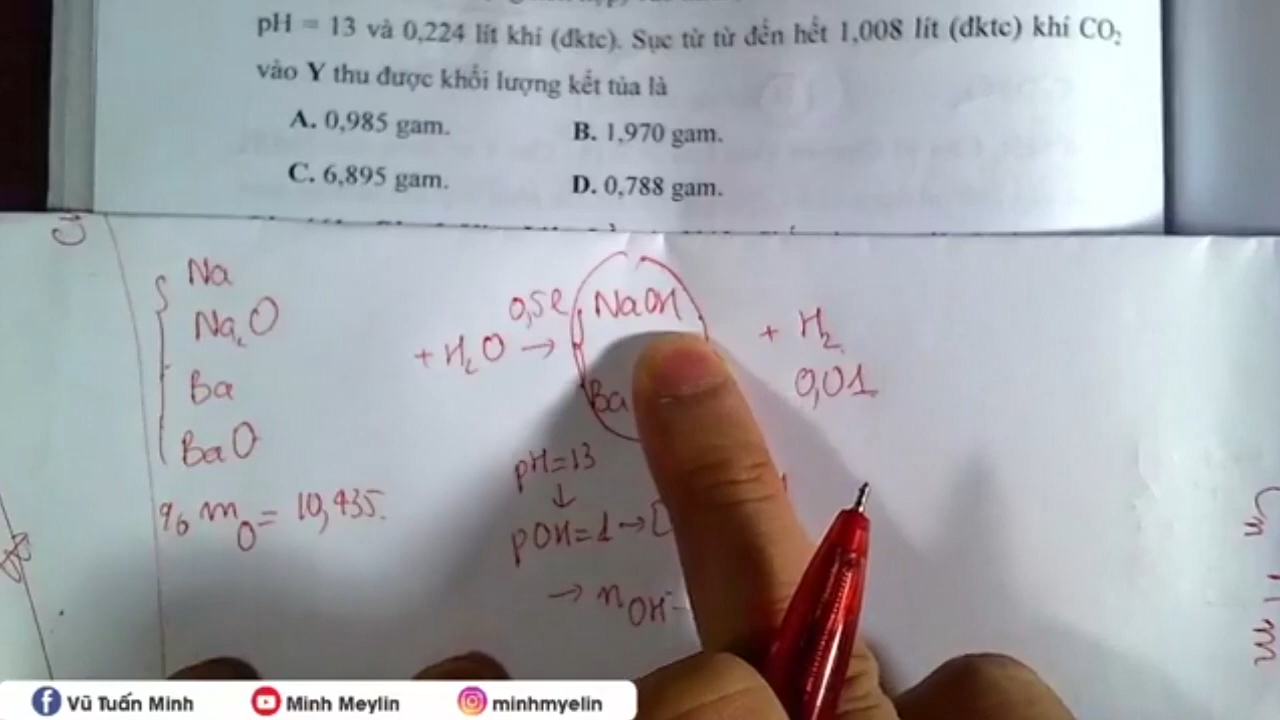 pH = 13 và 0,224 lít khí (đktc). Sục từ từ đến hết 1,008 lít (đktc) khí CO₂
vào Y thu được khối lượng kết tủa là
A. 0,985 gam. B. 1,970 gam.
C. 6,895 gam. D. 0,788 gam.
Na
Na₂O
Ba
BaO
+ H₂O 0,5l → NaOH
Ba
+ H₂
0,01
% m_O = 10,435.
pH=13
↓
pOH=1 → [
→ nOH⁻
Vũ Tuấn Minh Minh Meylin minhmyelin